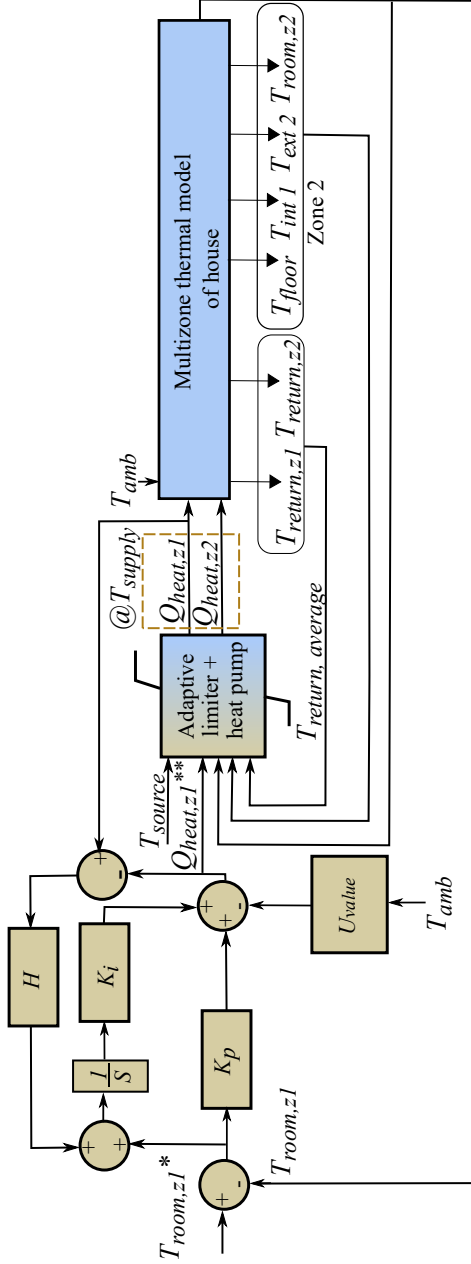 H
K_i
1
S
+
+
+
-
T_room,z1*
+
-
K_p
+
+
-
T_room,z1
U_value
T_amb
T_source
Q_heat,z1**
Adaptive
limiter +
heat pump
@T_supply
Q_heat,z1
Q_heat,z2
T_return, average
T_amb
Multizone thermal model
of house
T_return,z1 T_return,z2
T_floor T_int 1 T_ext 2 T_room,z2
Zone 2